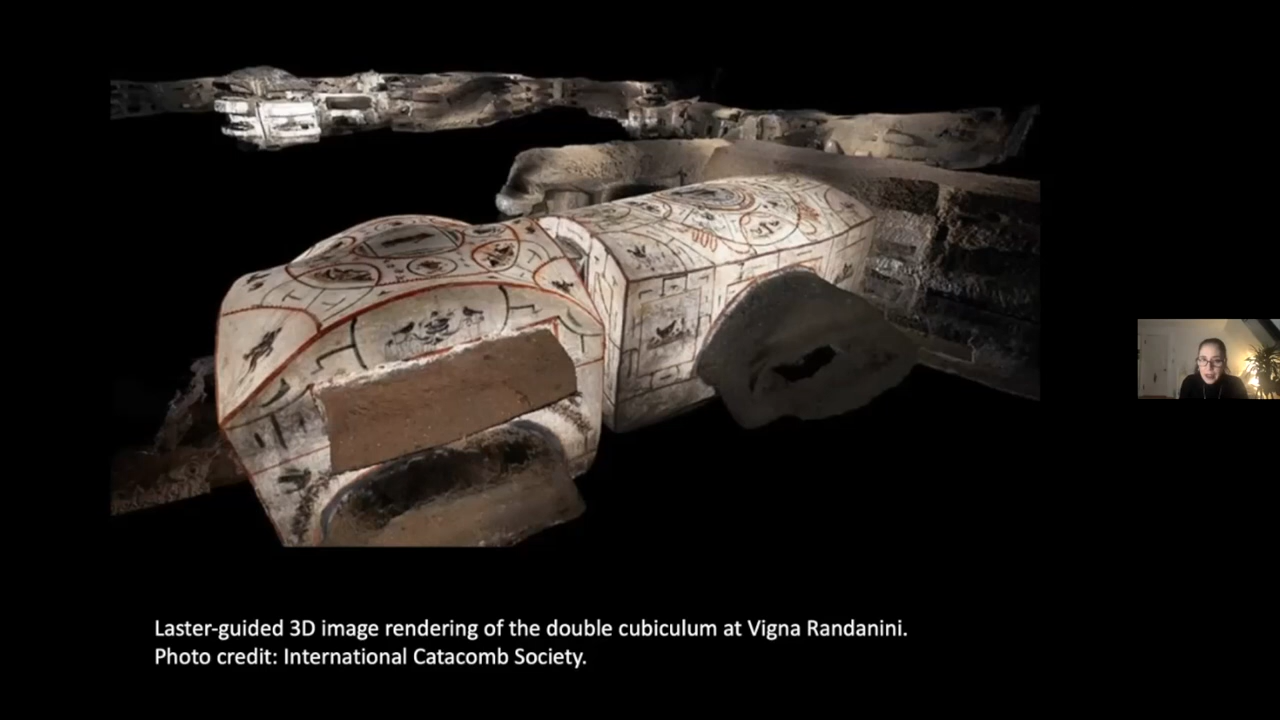 Laster-guided 3D image rendering of the double cubiculum at Vigna Randanini.
Photo credit: International Catacomb Society.